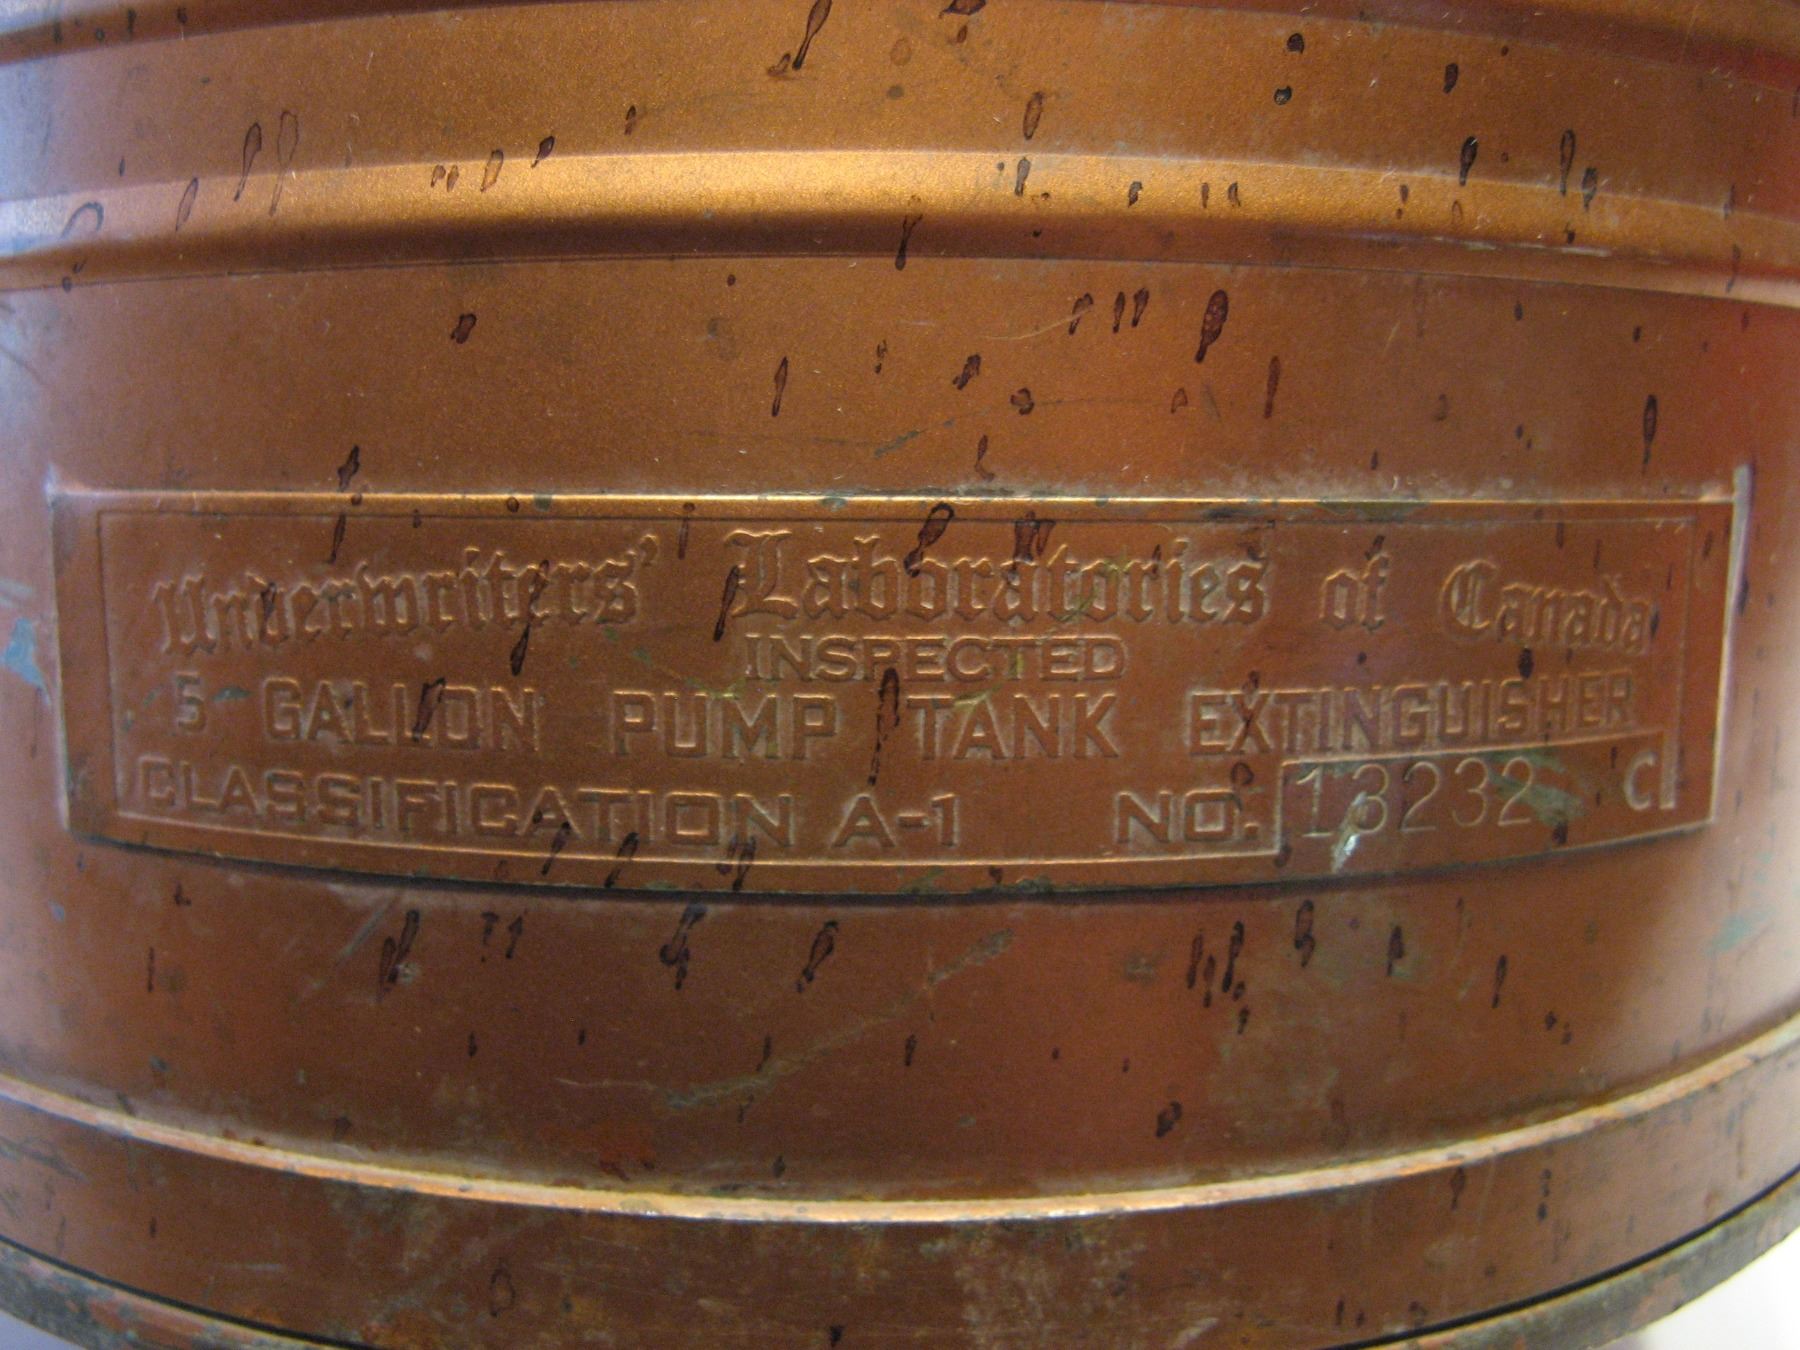 Underwriters' Laboratories of Canada
INSPECTED
5 GALLON PUMP TANK EXTINGUISHER
CLASSIFICATION A-1 NO. 13232 C